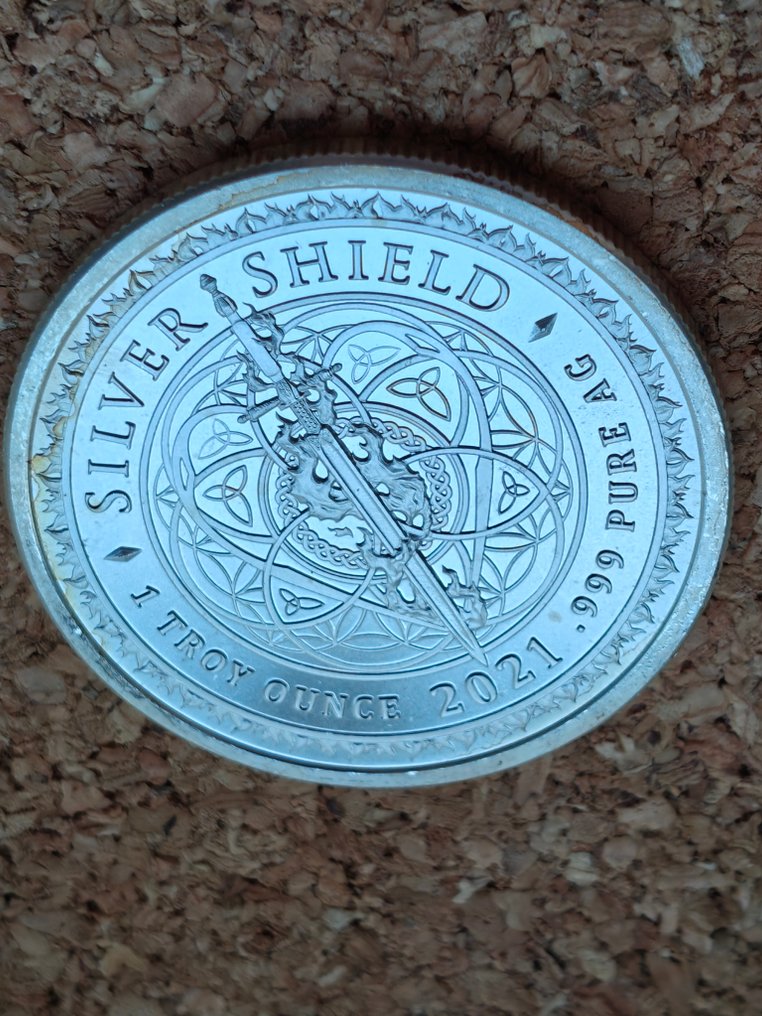 SILVER SHIELD
1 TROY OUNCE 2021 .999 PURE AG